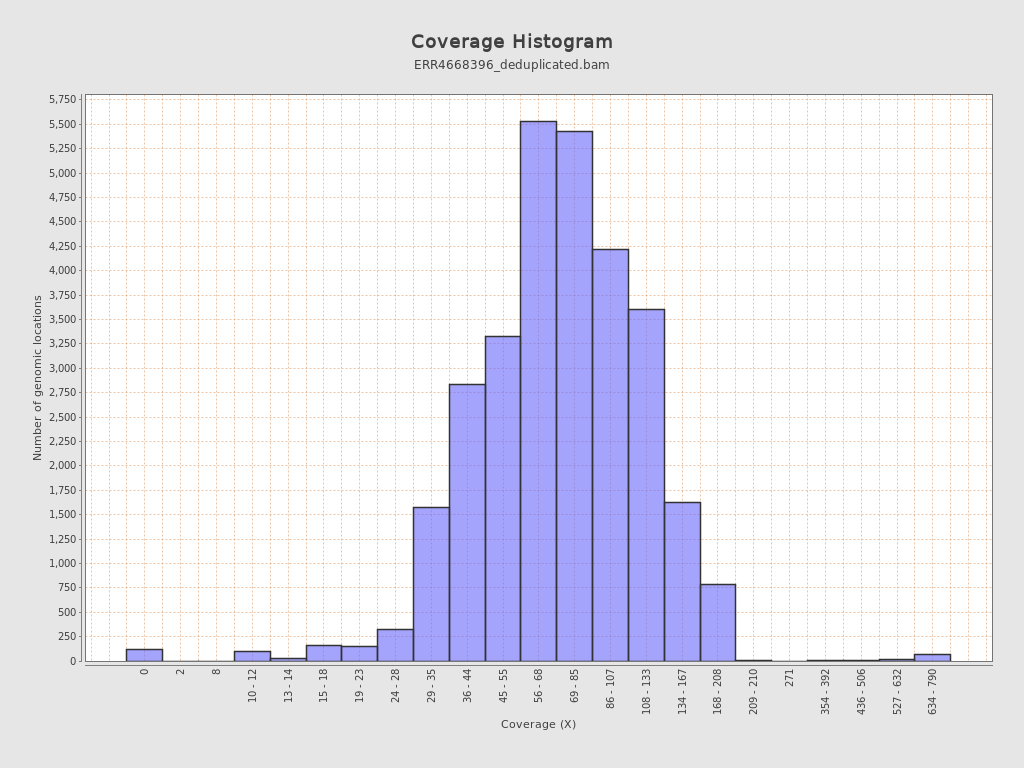 Coverage Histogram
ERR4668396_deduplicated.bam
Number of genomic locations
5,750
5,500
5,250
5,000
4,750
4,500
4,250
4,000
3,750
3,500
3,250
3,000
2,750
2,500
2,250
2,000
1,750
1,500
1,250
1,000
750
500
250
0
0
2
8
10 - 12
13 - 14
15 - 18
19 - 23
24 - 28
29 - 35
36 - 44
45 - 55
56 - 68
69 - 85
86 - 107
108 - 133
134 - 167
168 - 208
209 - 210
271
354 - 392
436 - 506
527 - 632
634 - 790
Coverage (X)